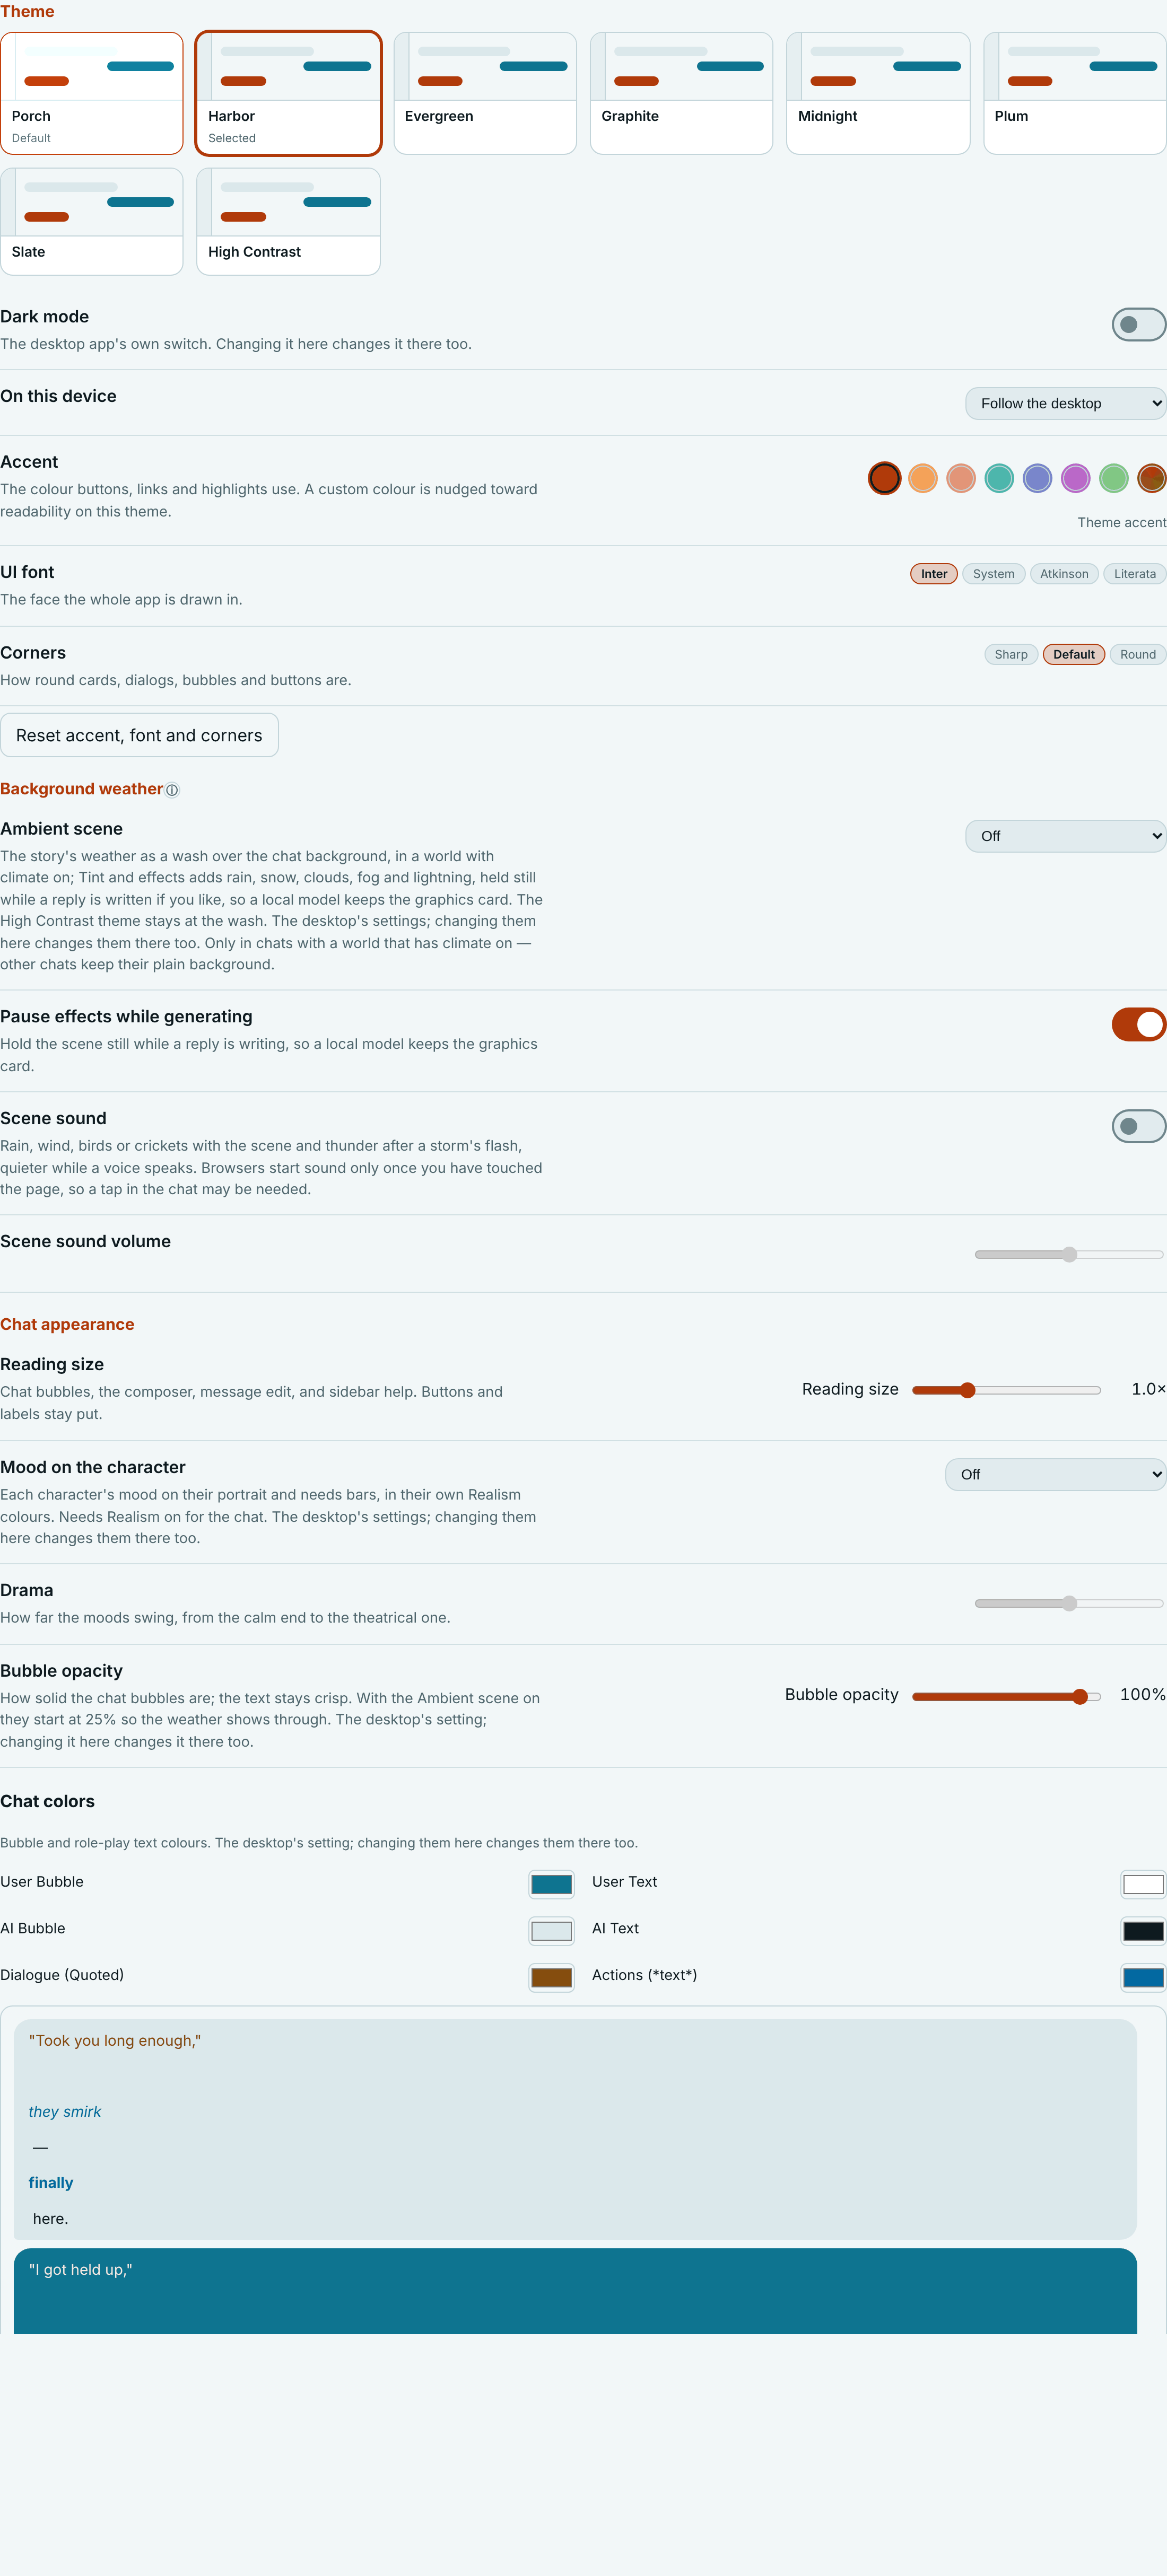 Theme
Porch
Default
Harbor
Selected
Evergreen
Graphite
Midnight
Plum
Slate
High Contrast
Dark mode
The desktop app's own switch. Changing it here changes it there too.
On this device
Follow the desktop
Accent
The colour buttons, links and highlights use. A custom colour is nudged toward
readability on this theme.
Theme accent
UI font
The face the whole app is drawn in.
Inter
System
Atkinson
Literata
Corners
How round cards, dialogs, bubbles and buttons are.
Sharp
Default
Round
Reset accent, font and corners
Background weather ⓘ
Ambient scene
The story's weather as a wash over the chat background, in a world with
climate on; Tint and effects adds rain, snow, clouds, fog and lightning, held still
while a reply is written if you like, so a local model keeps the graphics card. The
High Contrast theme stays at the wash. The desktop's settings; changing them
here changes them there too. Only in chats with a world that has climate on —
other chats keep their plain background.
Off
Pause effects while generating
Hold the scene still while a reply is writing, so a local model keeps the graphics
card.
Scene sound
Rain, wind, birds or crickets with the scene and thunder after a storm's flash,
quieter while a voice speaks. Browsers start sound only once you have touched
the page, so a tap in the chat may be needed.
Scene sound volume
Chat appearance
Reading size
Chat bubbles, the composer, message edit, and sidebar help. Buttons and
labels stay put.
Reading size
1.0×
Mood on the character
Each character's mood on their portrait and needs bars, in their own Realism
colours. Needs Realism on for the chat. The desktop's settings; changing them
here changes them there too.
Off
Drama
How far the moods swing, from the calm end to the theatrical one.
Bubble opacity
How solid the chat bubbles are; the text stays crisp. With the Ambient scene on
they start at 25% so the weather shows through. The desktop's setting;
changing it here changes it there too.
Bubble opacity
100%
Chat colors
Bubble and role-play text colours. The desktop's setting; changing them here changes them there too.
User Bubble
User Text
AI Bubble
AI Text
Dialogue (Quoted)
Actions (*text*)
"Took you long enough,"
they smirk
—
finally
here.
"I got held up,"